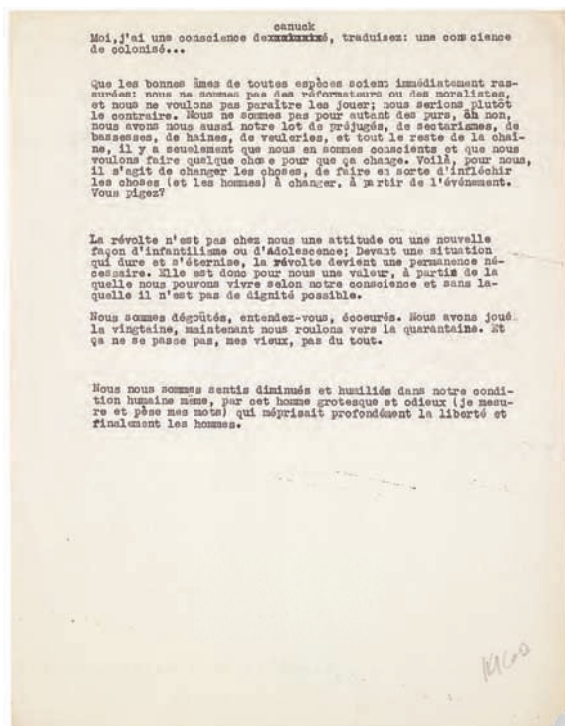 canuck
Moi,j'ai une conscience de, traduisez: une conscience
de colonisé...
Que les bonnes âmes de toutes espèces soient immédiatement ras-
surées: nous ne sommes pas des réformateurs ou des moralistes,
et nous ne voulons pas paraître les jouer; nous serions plutôt
le contraire. Nous ne sommes pas pour autant des purs, ôh non,
nous avons nous aussi notre lot de préjugés, de sectarismes, de
bassesses, de haines, de veuleries, et tout le reste de la chaî-
ne, il y a seuelement que nous en sommes conscients et que nous
voulons faire quelque chose pour que ça change. Voilà, pour nous,
il s'agit de changer les choses, de faire en sorte d'infléchir
les choses (et les hommes) à changer, à partir de l'événement.
Vous pigez?
La révolte n'est pas chez nous une attitude ou une nouvelle
façon d'infantilisme ou d'Adolescence; Devant une situation
qui dure et s'éternise, la révolte devient une permanence né-
cessaire. Elle est donc pour nous une valeur, à partir de la
quelle nous pouvons vivre selon notre conscience et sans la-
quelle il n'est pas de dignité possible.
Nous sommes dégoûtés, entendez-vous, écoeurés. Nous avons joué
la vingtaine, maintenant nous roulons vers la quarantaine. Et
ça ne se passe pas, mes vieux, pas du tout.
Nous nous sommes sentis diminués et humiliés dans notre condi-
tion humaine même, par cet homme grotesque et odieux (je mesu-
re et pèse mes mots) qui méprisait profondément la liberté et
finalement les hommes.